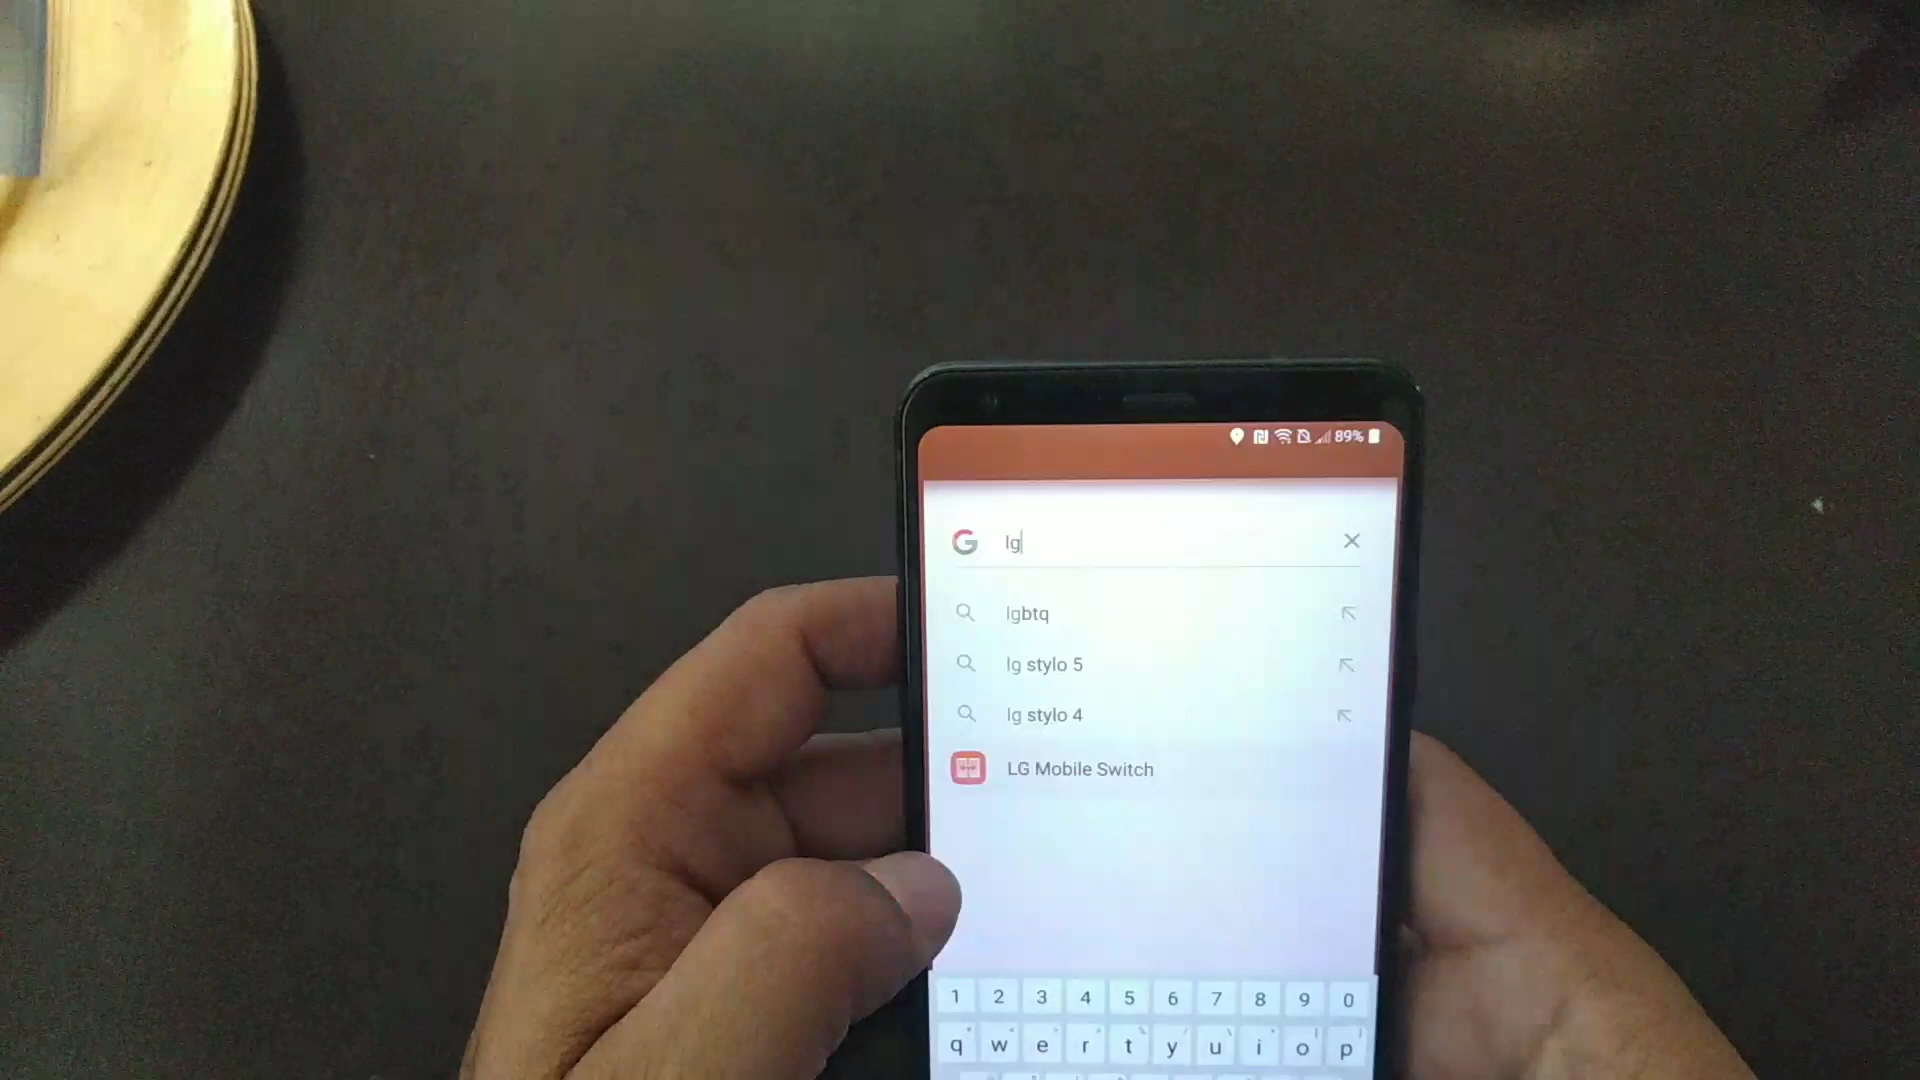 89%
lg
lgbtq
lg stylo 5
lg stylo 4
LG Mobile Switch
1 2 3 4 5 6 7 8 9 0
q w e r t y u i o p